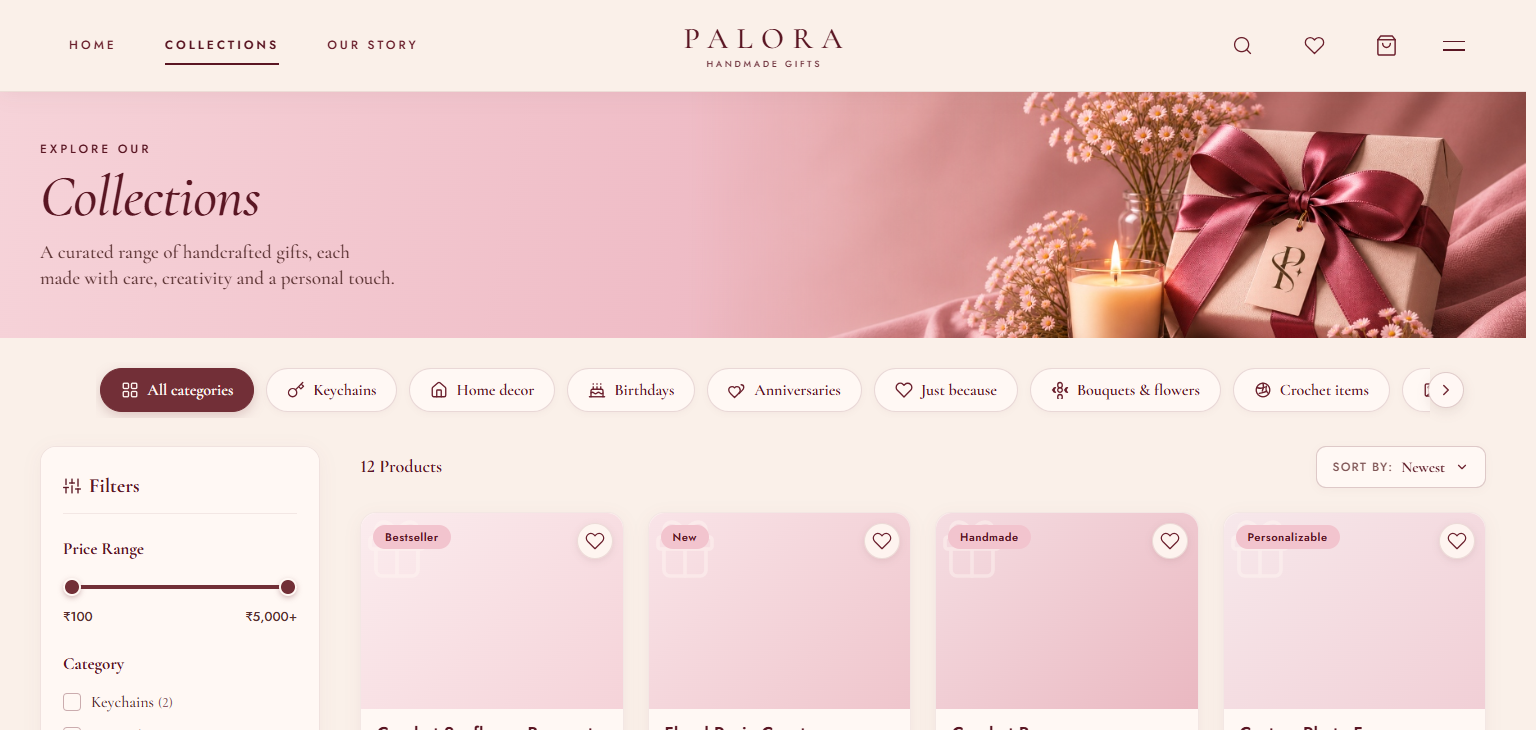 HOME
COLLECTIONS
OUR STORY
PALORA
HANDMADE GIFTS
EXPLORE OUR
Collections
A curated range of handcrafted gifts, each
made with care, creativity and a personal touch.
All categories
Keychains
Home decor
Birthdays
Anniversaries
Just because
Bouquets & flowers
Crochet items
Filters
Price Range
₹100
₹5,000+
Category
Keychains (2)
12 Products
SORT BY: Newest
Bestseller
New
Handmade
Personalizable